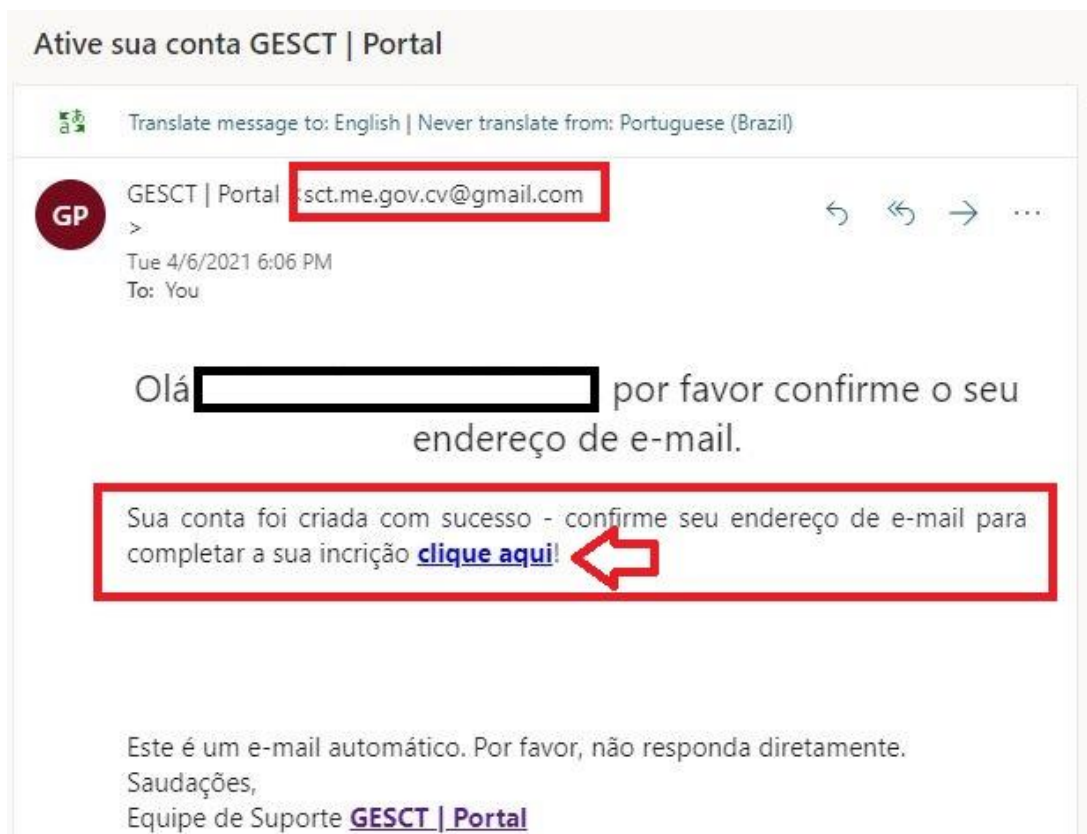 Ative sua conta GESCT | Portal
Translate message to: English | Never translate from: Portuguese (Brazil)
GP
GESCT | Portal <sct.me.gov.cv@gmail.com
>
Tue 4/6/2021 6:06 PM
To: You
Olá por favor confirme o seu
endereço de e-mail.
Sua conta foi criada com sucesso - confirme seu endereço de e-mail para
completar a sua incrição clique aqui!
Este é um e-mail automático. Por favor, não responda diretamente.
Saudações,
Equipe de Suporte GESCT | Portal